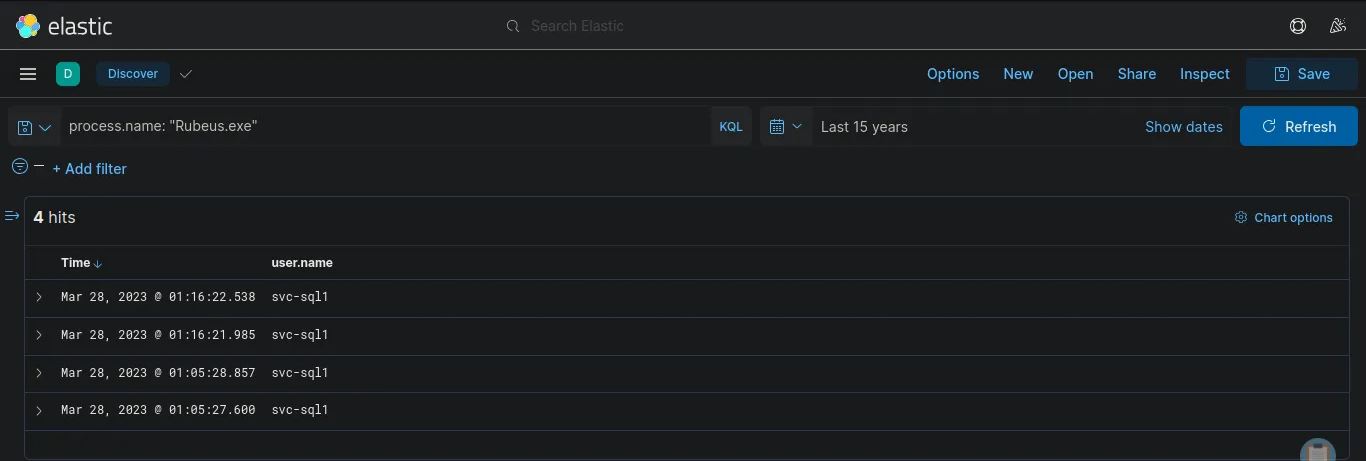 elastic Search Elastic
D Discover Options New Open Share Inspect Save
process.name: "Rubeus.exe" KQL Last 15 years Show dates Refresh
+ Add filter
4 hits Chart options
Time user.name
Mar 28, 2023 @ 01:16:22.538 svc-sql1
Mar 28, 2023 @ 01:16:21.985 svc-sql1
Mar 28, 2023 @ 01:05:28.857 svc-sql1
Mar 28, 2023 @ 01:05:27.600 svc-sql1